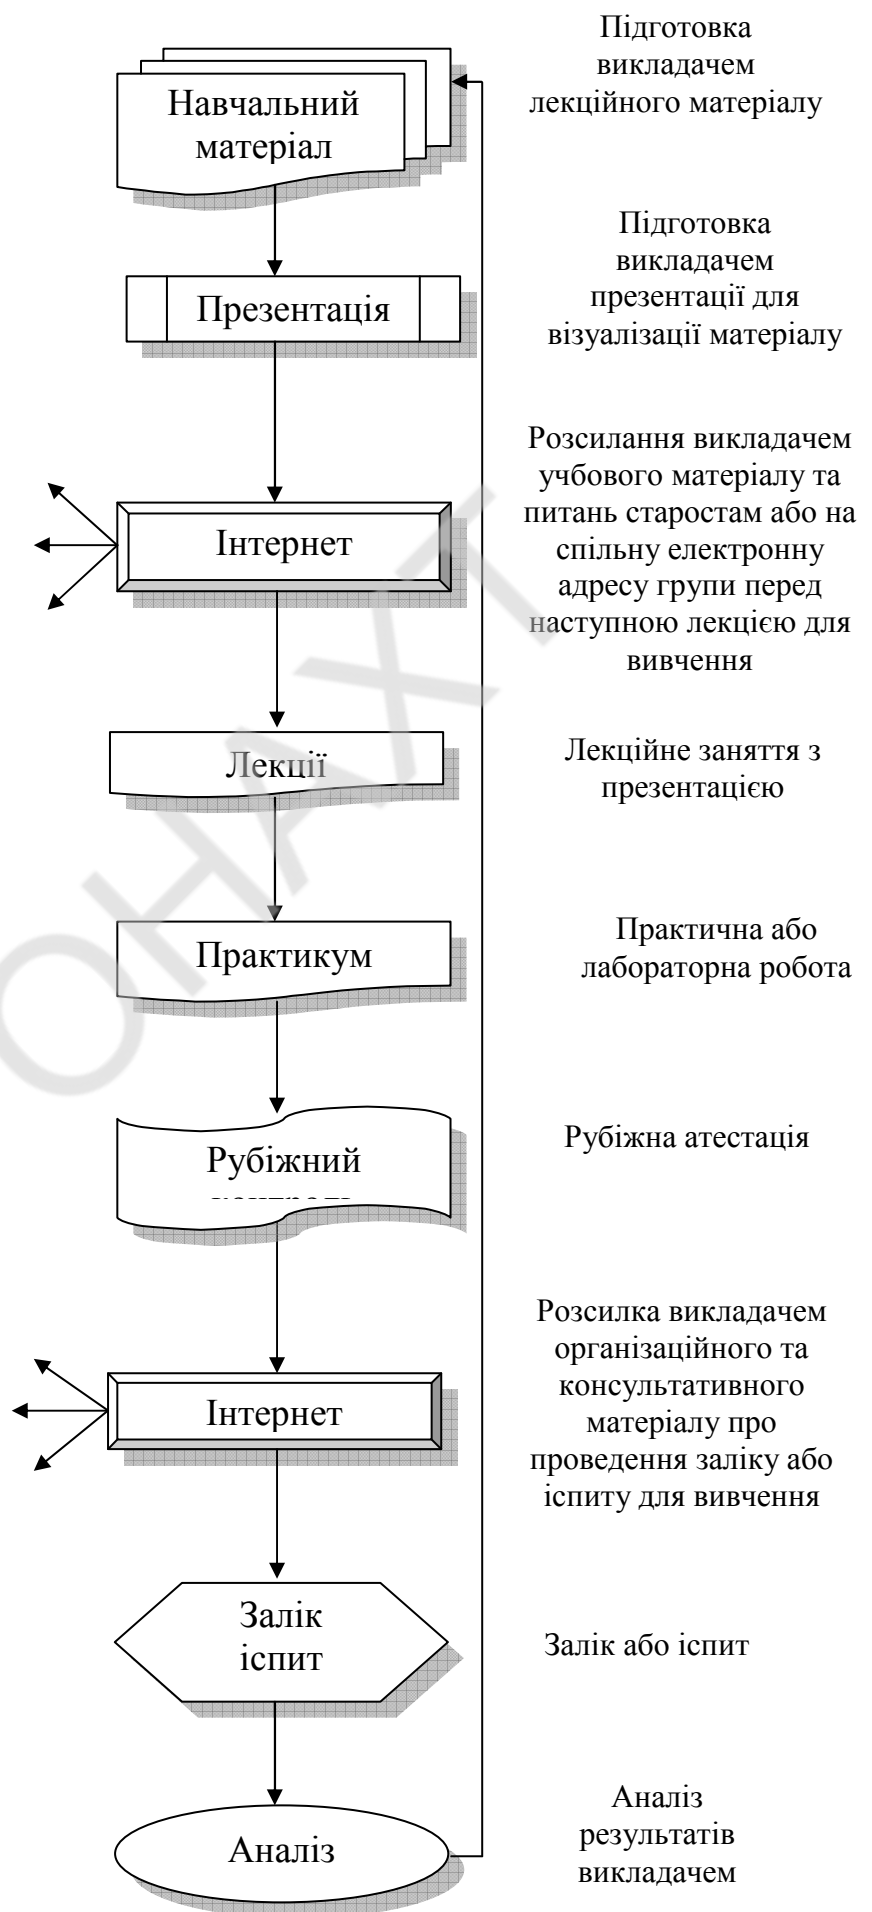 Навчальний
матеріал
Підготовка
викладачем
лекційного матеріалу
Презентація
Підготовка
викладачем
презентації для
візуалізації матеріалу
Інтернет
Розсилання викладачем
учбового матеріалу та
питань старостам або на
спільну електронну
адресу групи перед
наступною лекцією для
вивчення
Лекції
Лекційне заняття з
презентацією
Практикум
Практична або
лабораторна робота
Рубіжний
Рубіжна атестація
Інтернет
Розсилка викладачем
організаційного та
консультативного
матеріалу про
проведення заліку або
іспиту для вивчення
Залік
іспит
Залік або іспит
Аналіз
Аналіз
результатів
викладачем
ОНАХТ